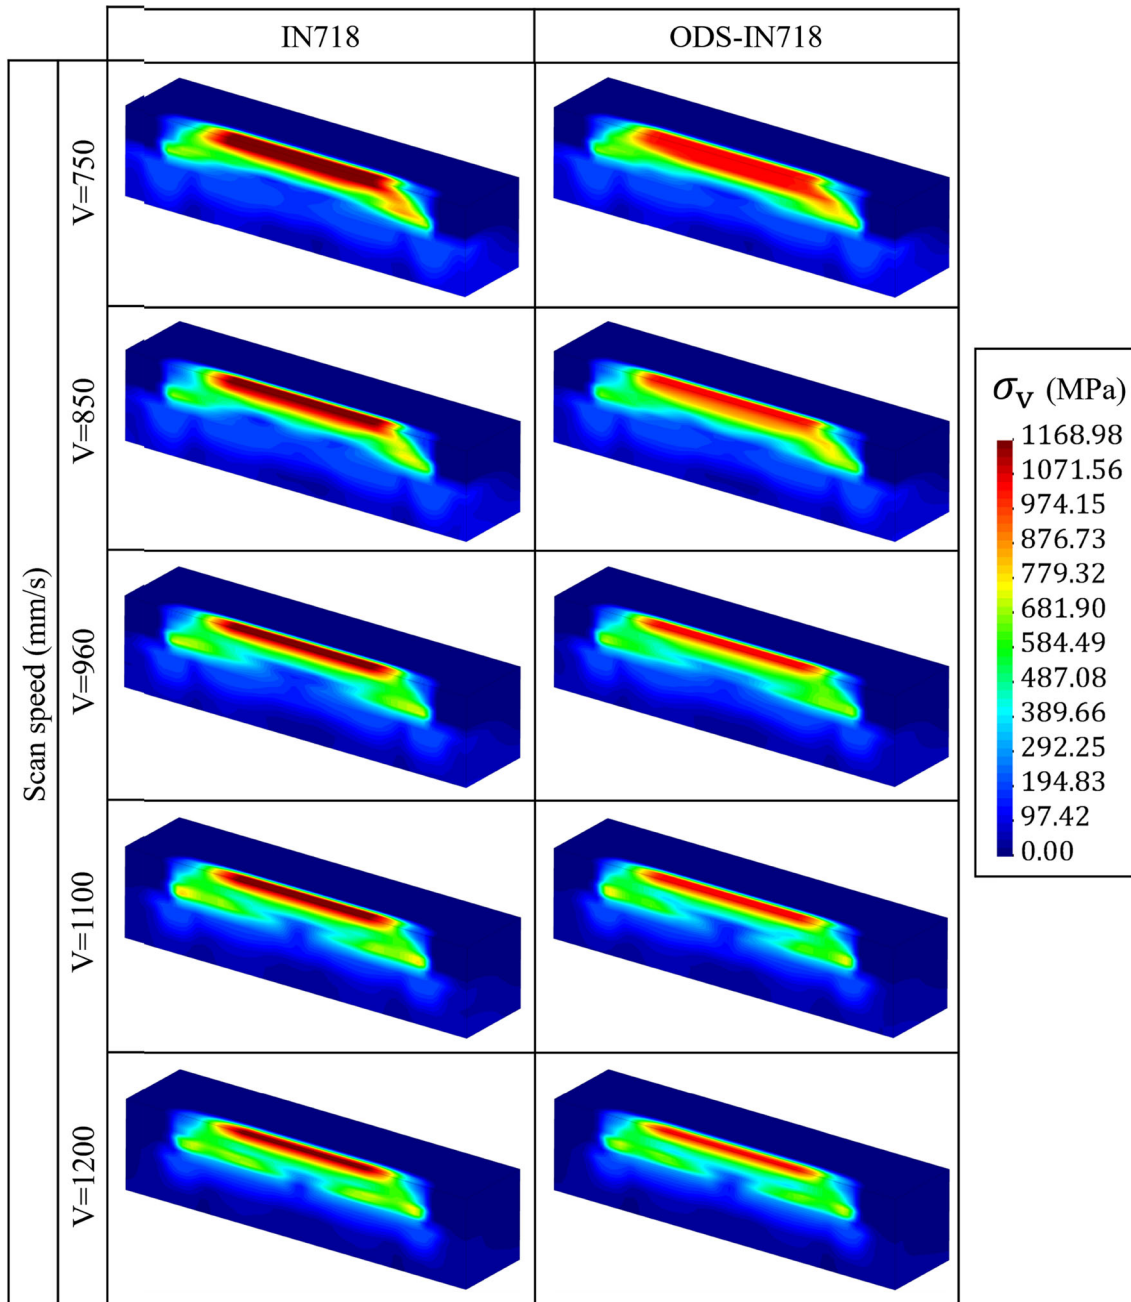 IN718
ODS-IN718
Scan speed (mm/s)
V=750
V=850
V=960
V=1100
V=1200
σᵥ (MPa)
1168.98
1071.56
974.15
876.73
779.32
681.90
584.49
487.08
389.66
292.25
194.83
97.42
0.00